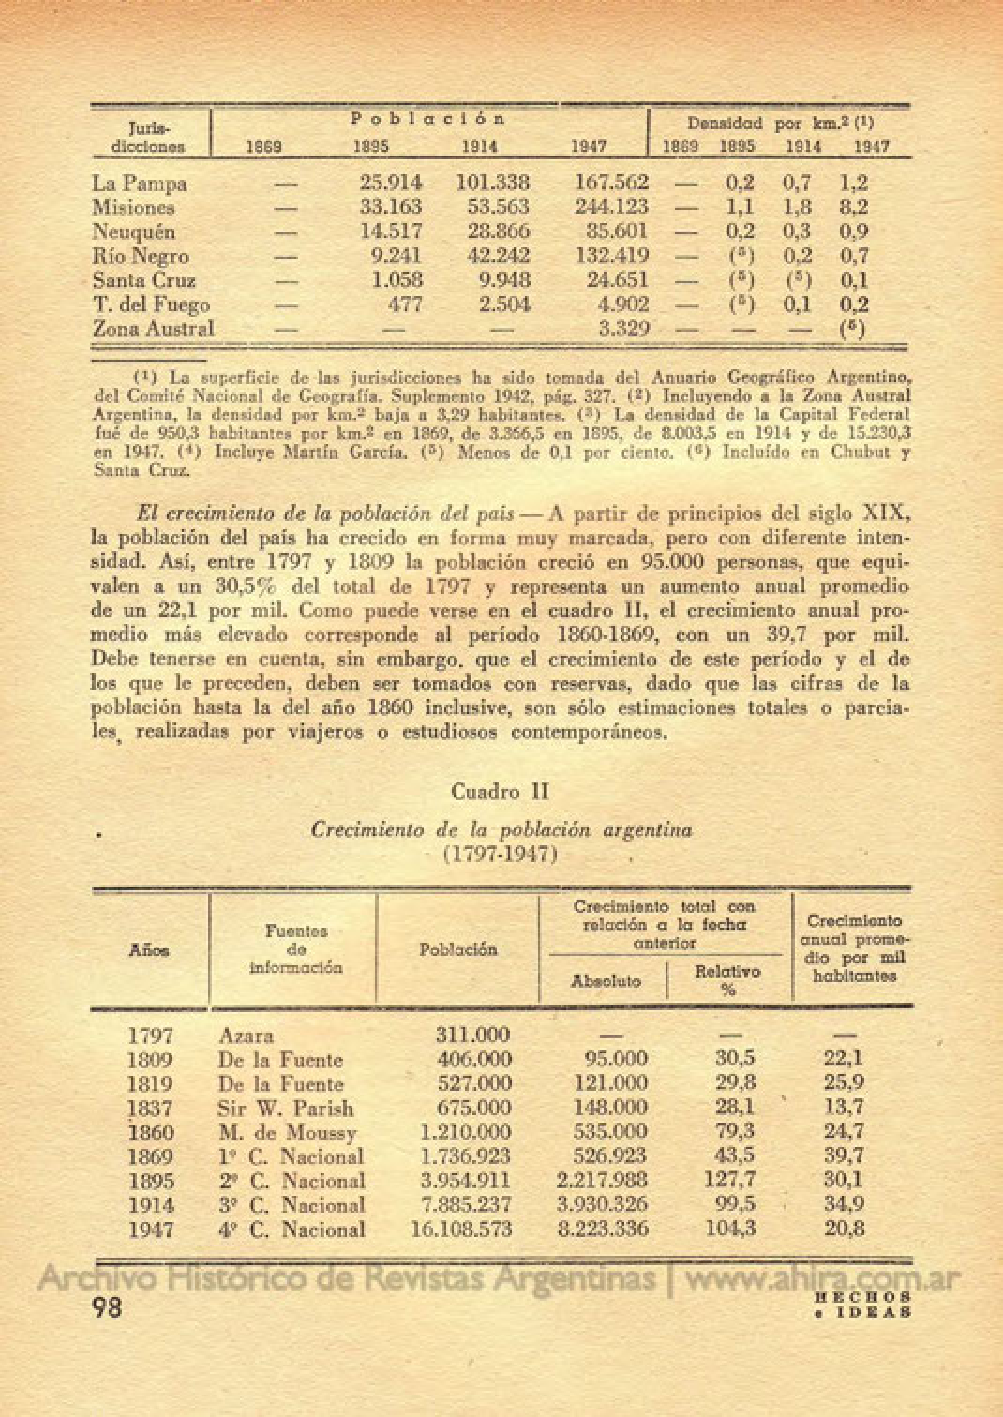 Juris-
dicciones
Población
Densidad por km.² (¹)
1869 1895 1914 1947 1869 1895 1914 1947
La Pampa — 25.914 101.338 167.562 — 0,2 0,7 1,2
Misiones — 33.163 53.563 244.123 — 1,1 1,8 8,2
Neuquén — 14.517 28.866 85.601 — 0,2 0,3 0,9
Río Negro — 9.241 42.242 132.419 — (⁵) 0,2 0,7
Santa Cruz — 1.058 9.948 24.651 — (⁵) (⁵) 0,1
T. del Fuego — 477 2.504 4.902 — (⁵) 0,1 0,2
Zona Austral — — — 3.329 — — — (⁵)
(¹) La superficie de las jurisdicciones ha sido tomada del Anuario Geográfico Argentino,
del Comité Nacional de Geografía. Suplemento 1942, pág. 327. (²) Incluyendo a la Zona Austral
Argentina, la densidad por km.² baja a 3,29 habitantes. (³) La densidad de la Capital Federal
fué de 950,3 habitantes por km.² en 1869, de 3.366,5 en 1895, de 8.003,5 en 1914 y de 15.230,3
en 1947. (⁴) Incluye Martín García. (⁵) Menos de 0,1 por ciento. (⁶) Incluído en Chubut y
Santa Cruz.
El crecimiento de la población del país — A partir de principios del siglo XIX,
la población del país ha crecido en forma muy marcada, pero con diferente inten-
sidad. Así, entre 1797 y 1809 la población creció en 95.000 personas, que equi-
valen a un 30,5% del total de 1797 y representa un aumento anual promedio
de un 22,1 por mil. Como puede verse en el cuadro II, el crecimiento anual pro-
medio más elevado corresponde al período 1860-1869, con un 39,7 por mil.
Debe tenerse en cuenta, sin embargo, que el crecimiento de este período y el de
los que le preceden, deben ser tomados con reservas, dado que las cifras de la
población hasta la del año 1860 inclusive, son sólo estimaciones totales o parcia-
les, realizadas por viajeros o estudiosos contemporáneos.
Cuadro II
Crecimiento de la población argentina
(1797-1947)
Años
Fuentes
de
información
Población
Crecimiento total con
relación a la fecha
anterior
Absoluto
Relativo
%
Crecimiento
anual prome-
dio por mil
habitantes
1797 Azara 311.000 — — —
1809 De la Fuente 406.000 95.000 30,5 22,1
1819 De la Fuente 527.000 121.000 29,8 25,9
1837 Sir W. Parish 675.000 148.000 28,1 13,7
1860 M. de Moussy 1.210.000 535.000 79,3 24,7
1869 1º C. Nacional 1.736.923 526.923 43,5 39,7
1895 2º C. Nacional 3.954.911 2.217.988 127,7 30,1
1914 3º C. Nacional 7.885.237 3.930.326 99,5 34,9
1947 4º C. Nacional 16.108.573 8.223.336 104,3 20,8
Archivo Histórico de Revistas Argentinas | www.ahira.com.ar
98
HECHOS
e IDEAS